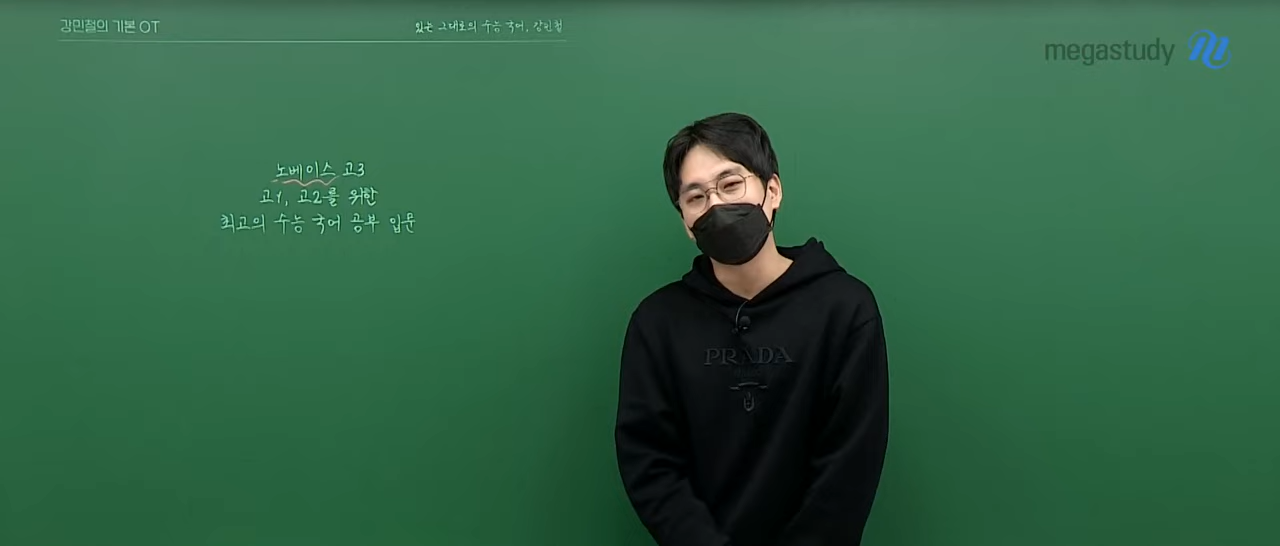 강민철의 기본 OT
있는 그대로의 수능 국어, 강민철
megastudy
노베이스 고3
고1, 고2를 위한
최고의 수능 국어 공부 입문
PRADA